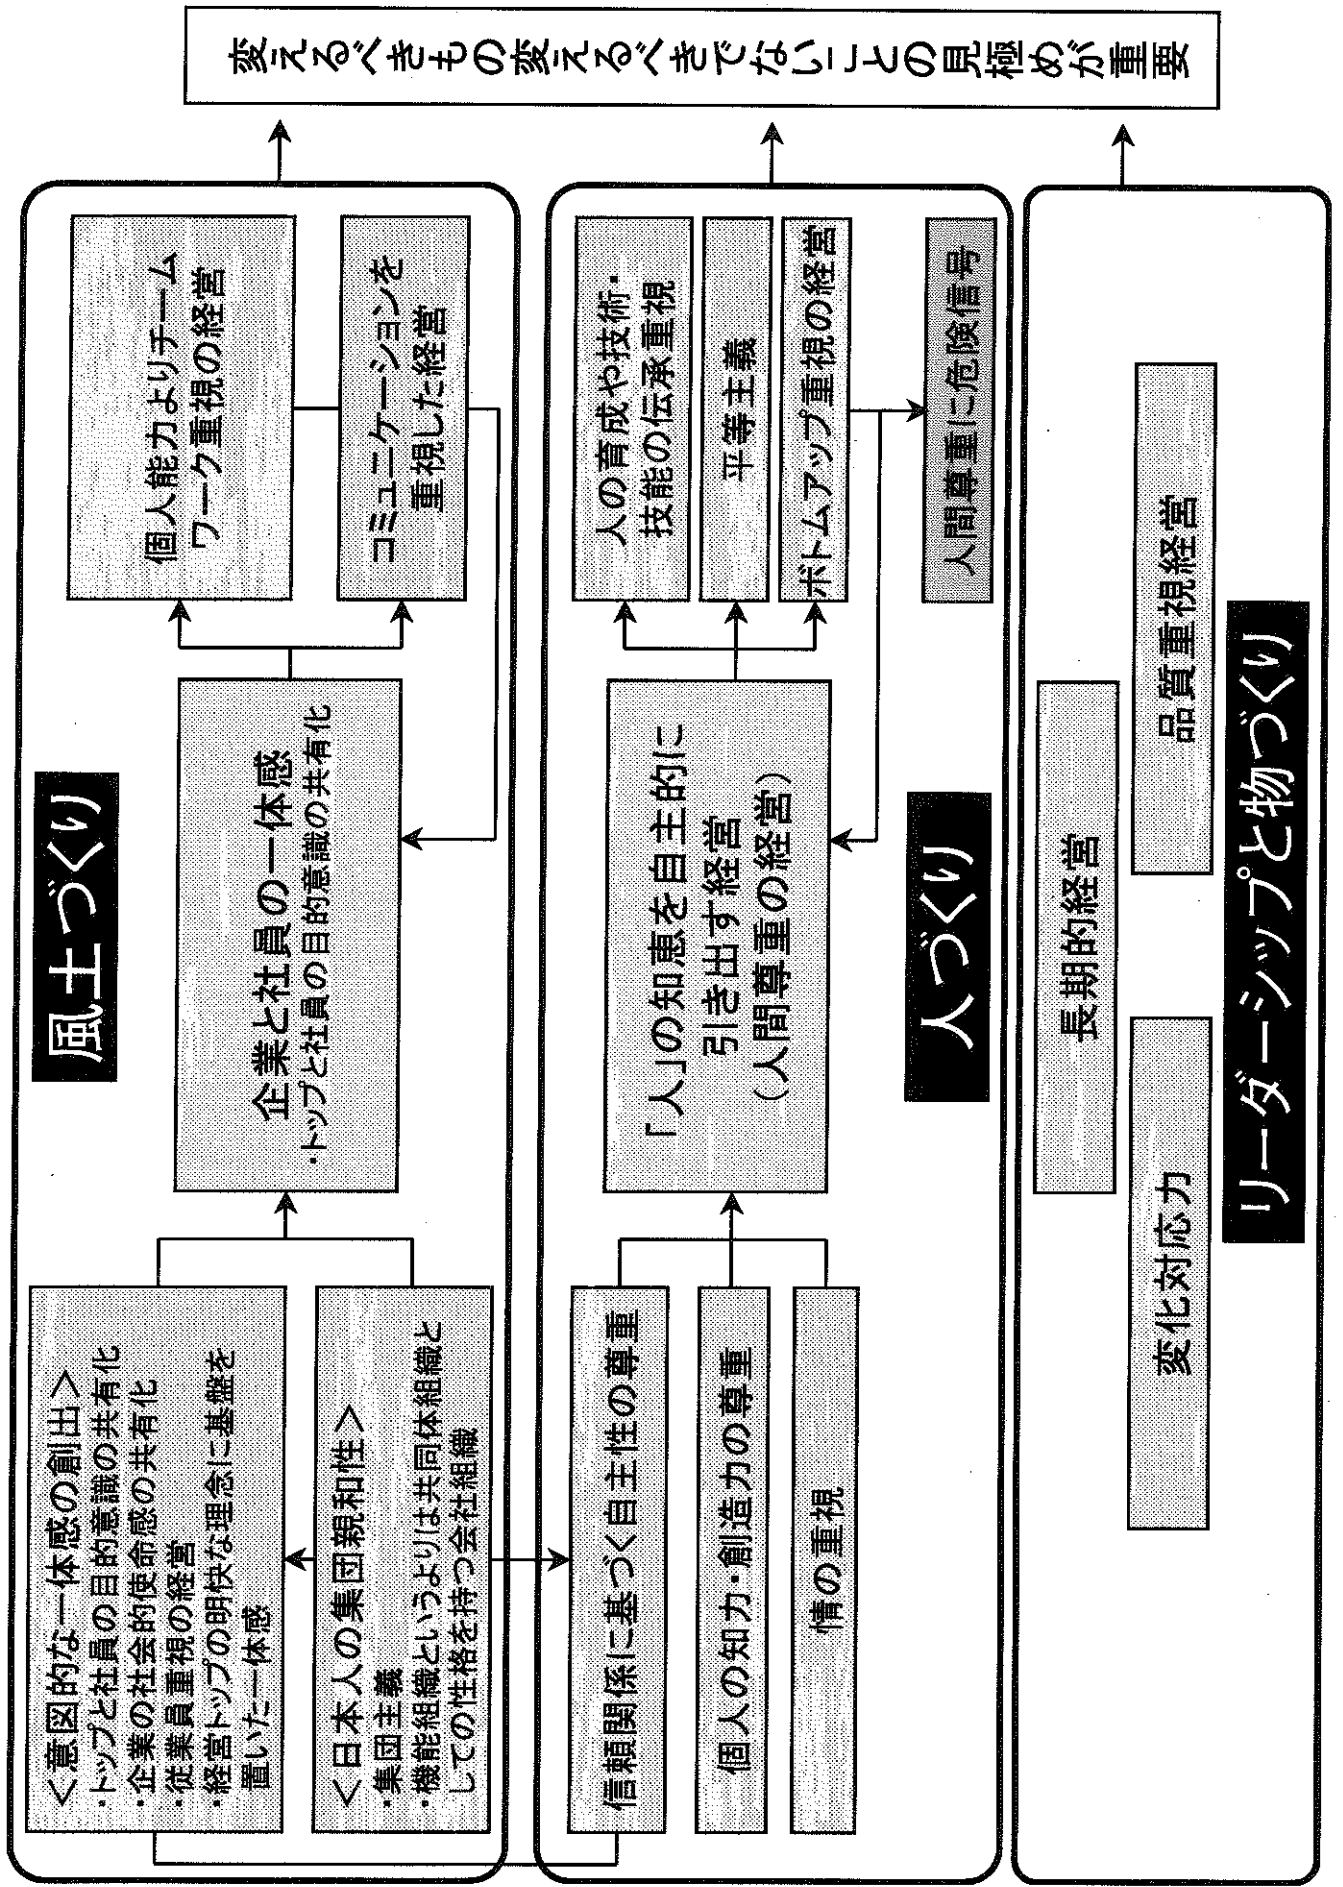 風土づくり
＜意図的な一体感の創出＞
・トップと社員の目的意識の共有化
・企業の社会的使命感の共有化
・従業員重視の経営
・経営トップの明快な理念に基盤を
置いた一体感
＜日本人の集団親和性＞
・集団主義
・機能組織というよりは共同体組織と
しての性格を持つ会社組織
企業と社員の一体感
・トップと社員の目的意識の共有化
個人能力よりチーム
ワーク重視の経営
コミュニケーションを
重視した経営
信頼関係に基づく自主性の尊重
個人の知力・創造力の尊重
情の重視
「人」の知恵を自主的に
引き出す経営
（人間尊重の経営）
人の育成や技術・
技能の伝承重視
平等主義
ボトムアップ重視の経営
人間尊重に危険信号
人づくり
長期的経営
変化対応力
品質重視経営
リーダーシップと物づくり
変えるべきもの変えるべきでないことの見極めが重要